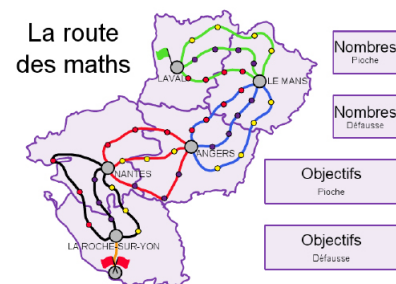 La route
des maths
Nombres
Pioche
Nombres
Défausse
Objectifs
Pioche
Objectifs
Défausse
LAVAL
LE MANS
ANGERS
NANTES
LA ROCHE-SUR-YON